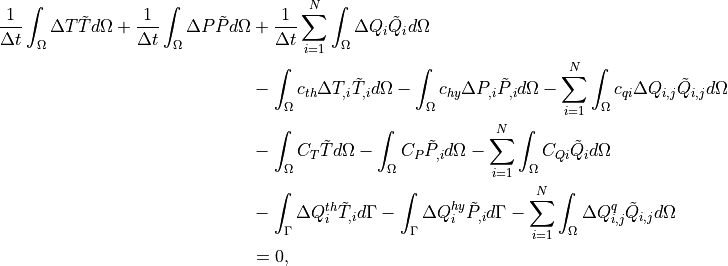 \frac{1}{\Delta t} \int_{\Omega} \Delta T \tilde{T} d\Omega + \frac{1}{\Delta t} \int_{\Omega} \Delta P \tilde{P} d\Omega + \frac{1}{\Delta t} \sum_{i=1}^{N} \int_{\Omega} \Delta Q_i \tilde{Q}_i d\Omega
- \int_{\Omega} c_{th} \Delta T_{,i} \tilde{T}_{,i} d\Omega - \int_{\Omega} c_{hy} \Delta P_{,i} \tilde{P}_{,i} d\Omega - \sum_{i=1}^{N} \int_{\Omega} c_{qi} \Delta Q_{i,j} \tilde{Q}_{i,j} d\Omega
- \int_{\Omega} C_T \tilde{T} d\Omega - \int_{\Omega} C_P \tilde{P}_{,i} d\Omega - \sum_{i=1}^{N} \int_{\Omega} C_{Qi} \tilde{Q}_i d\Omega
- \int_{\Gamma} \Delta Q_i^{th} \tilde{T}_{,i} d\Gamma - \int_{\Gamma} \Delta Q_i^{hy} \tilde{P}_{,i} d\Gamma - \sum_{i=1}^{N} \int_{\Omega} \Delta Q_{i,j}^{q} \tilde{Q}_{i,j} d\Omega
= 0,